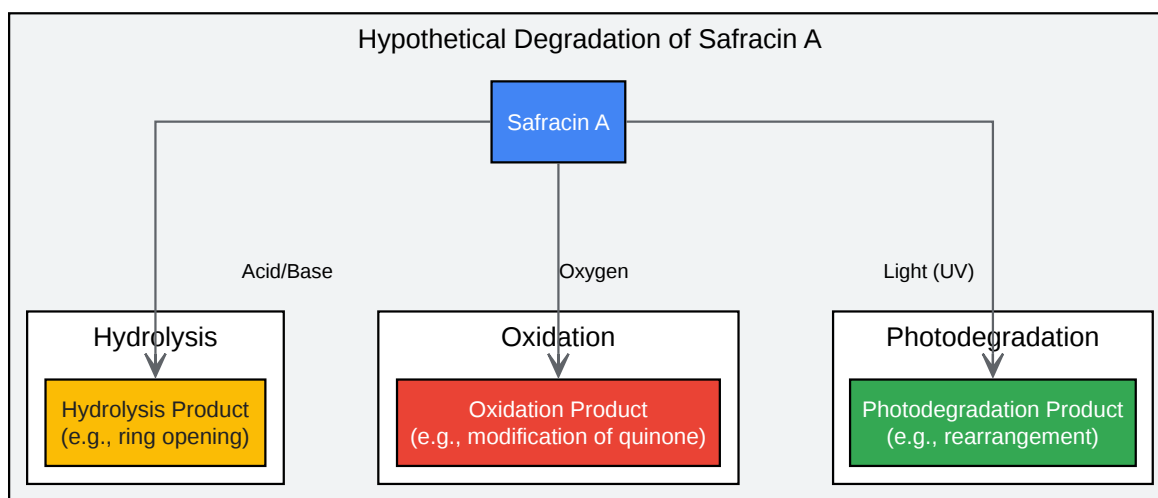 Hypothetical Degradation of Safracin A
Safracin A
Acid/Base
Oxygen
Light (UV)
Hydrolysis
Oxidation
Photodegradation
Hydrolysis Product
(e.g., ring opening)
Oxidation Product
(e.g., modification of quinone)
Photodegradation Product
(e.g., rearrangement)